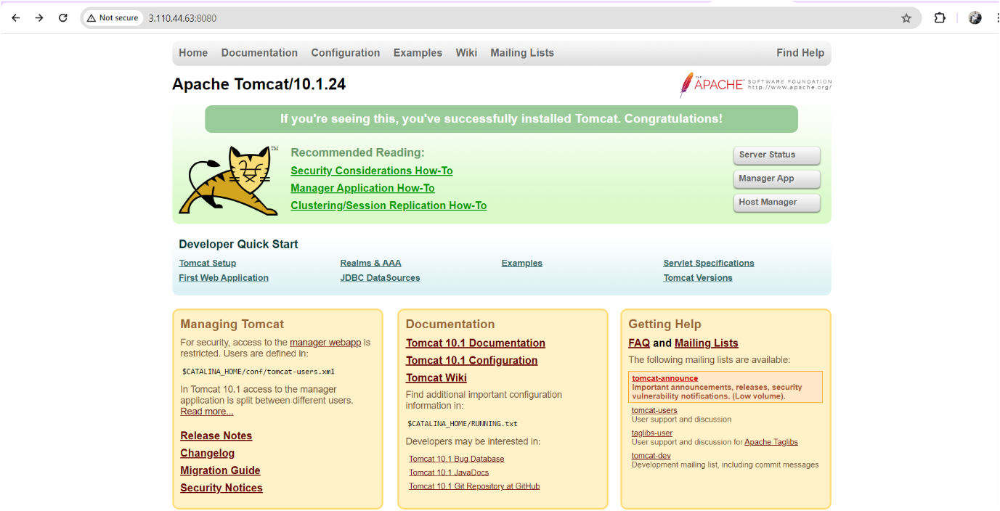 Not secure 3.110.44.63:8080
Home Documentation Configuration Examples Wiki Mailing Lists Find Help
Apache Tomcat/10.1.24
THE APACHE® SOFTWARE FOUNDATION
http://www.apache.org/
If you're seeing this, you've successfully installed Tomcat. Congratulations!
TM
Recommended Reading:
Security Considerations How-To
Manager Application How-To
Clustering/Session Replication How-To
Server Status
Manager App
Host Manager
Developer Quick Start
Tomcat Setup
First Web Application
Realms & AAA
JDBC DataSources
Examples
Servlet Specifications
Tomcat Versions
Managing Tomcat
For security, access to the manager webapp is
restricted. Users are defined in:
$CATALINA_HOME/conf/tomcat-users.xml
In Tomcat 10.1 access to the manager
application is split between different users.
Read more...
Release Notes
Changelog
Migration Guide
Security Notices
Documentation
Tomcat 10.1 Documentation
Tomcat 10.1 Configuration
Tomcat Wiki
Find additional important configuration
information in:
$CATALINA_HOME/RUNNING.txt
Developers may be interested in:
Tomcat 10.1 Bug Database
Tomcat 10.1 JavaDocs
Tomcat 10.1 Git Repository at GitHub
Getting Help
FAQ and Mailing Lists
The following mailing lists are available:
tomcat-announce
Important announcements, releases, security
vulnerability notifications. (Low volume).
tomcat-users
User support and discussion
taglibs-user
User support and discussion for Apache Taglibs
tomcat-dev
Development mailing list, including commit messages